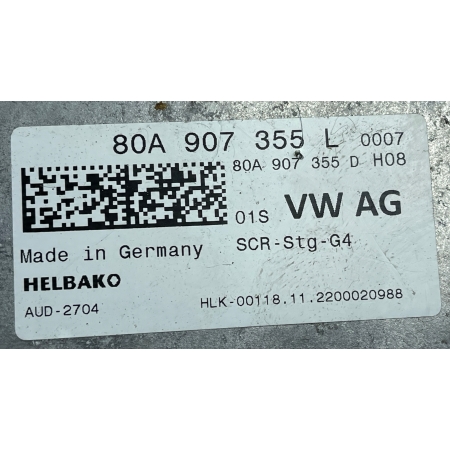 80A 907 355 L 0007
80A 907 355 D H08
01S VW AG
SCR-Stg-G4
Made in Germany
HELBAKO
AUD-2704
HLK-00118.11.2200020988